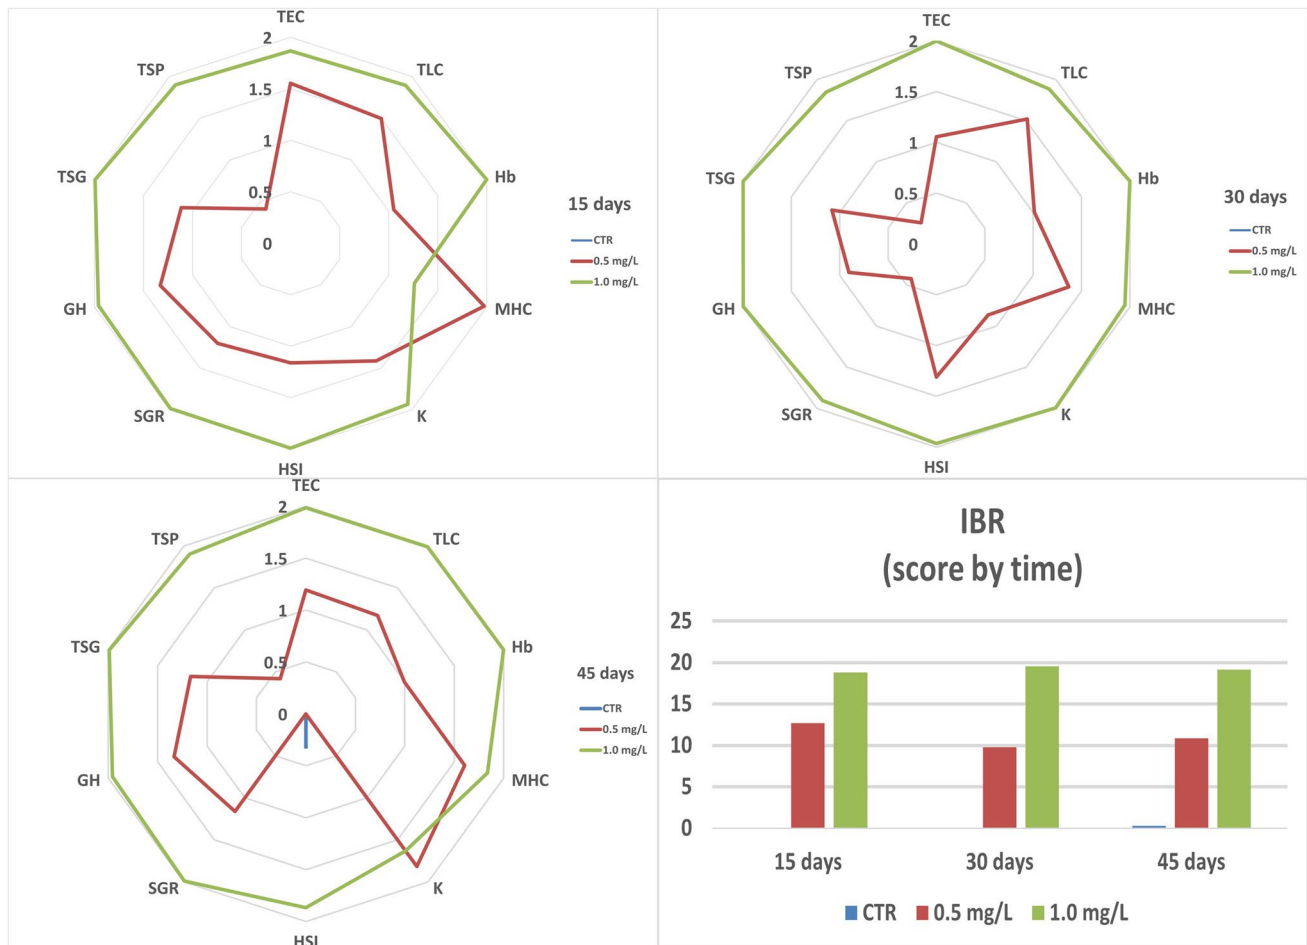 TEC
2
TSP
TLC
1.5
1
0.5
TSG
Hb
0
GH
MHC
SGR
K
HSI
15 days
CTR
0.5 mg/L
1.0 mg/L
TEC
2
TSP
TLC
1.5
1
0.5
TSG
Hb
0
GH
MHC
SGR
K
HSI
30 days
CTR
0.5 mg/L
1.0 mg/L
TEC
2
TSP
TLC
1.5
1
0.5
TSG
Hb
0
GH
MHC
SGR
K
HSI
45 days
CTR
0.5 mg/L
1.0 mg/L
IBR
(score by time)
25
20
15
10
5
0
15 days 30 days 45 days
CTR 0.5 mg/L 1.0 mg/L